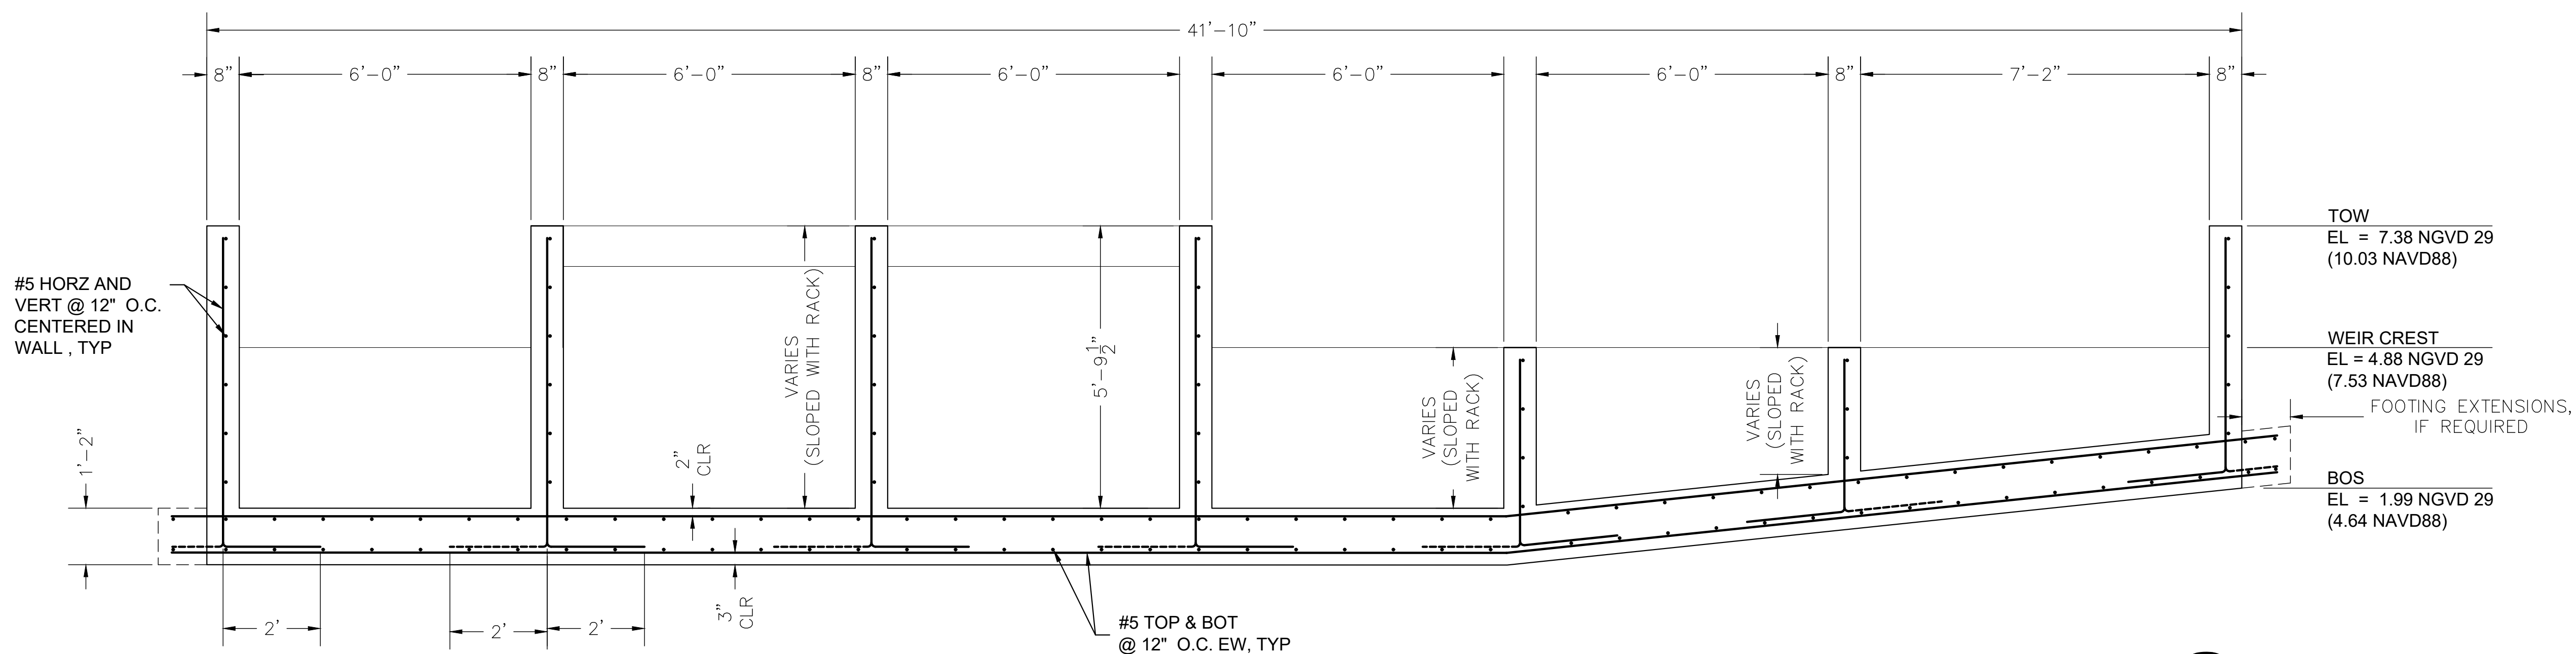 41'-10"
8"
6'-0"
8"
6'-0"
8"
6'-0"
6'-0"
6'-0"
8"
7'-2"
8"
#5 HORZ AND
VERT @ 12" O.C.
CENTERED IN
WALL , TYP
1'-2"
2"
CLR
3"
CLR
VARIES
(SLOPED WITH RACK)
5'-9 1/2"
VARIES
(SLOPED
WITH RACK)
VARIES
(SLOPED
WITH RACK)
TOW
EL = 7.38 NGVD 29
(10.03 NAVD88)
WEIR CREST
EL = 4.88 NGVD 29
(7.53 NAVD88)
FOOTING EXTENSIONS,
IF REQUIRED
BOS
EL = 1.99 NGVD 29
(4.64 NAVD88)
2'
2'
2'
#5 TOP & BOT
@ 12" O.C. EW, TYP